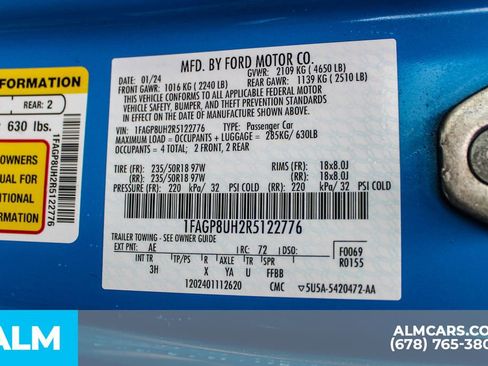 MFD. BY FORD MOTOR CO.
01/24 GVWR: 2109 KG ( 4650 LB)
FRONT GAWR: 1016 KG ( 2240 LB) REAR GAWR: 1139 KG ( 2510 LB)
THIS VEHICLE CONFORMS TO ALL APPLICABLE FEDERAL MOTOR
VEHICLE SAFETY, BUMPER, AND THEFT PREVENTION STANDARDS
IN EFFECT ON THE DATE OF MANUFACTURE SHOWN ABOVE.
VIN: 1FAGP8UH2R5122776 TYPE: Passenger Car
MAXIMUM LOAD = OCCUPANTS + LUGGAGE = 285KG/ 630LB
OCCUPANTS = 4 TOTAL; 2 FRONT, 2 REAR
(FR) TIRE: 235/50R18 97W RIMS (FR): 18x8.0J
(RR) TIRE: 235/50R18 97W (RR): 18x8.0J
PRESSURE (FR): 220 kPa/ 32 PSI COLD (RR): 220 kPa/ 32 PSI COLD
1FAGP8UH2R5122776
TRAILER TOWING - SEE OWNER GUIDE
EXT PNT: AE RC: 72 DSO: F0069
R0155
INT TR TP/PS R AXLE TR SPR
3H X YA U FFBB
1202401112620 CMC 5U5A-5420472-AA
FORMATION
REAR: 2
630 lbs.
OWNERS
UAL FOR
TIONAL
RMATION
1FAGP8UH2R5122776
ALM
ALMCARS.COM
(678) 765-380